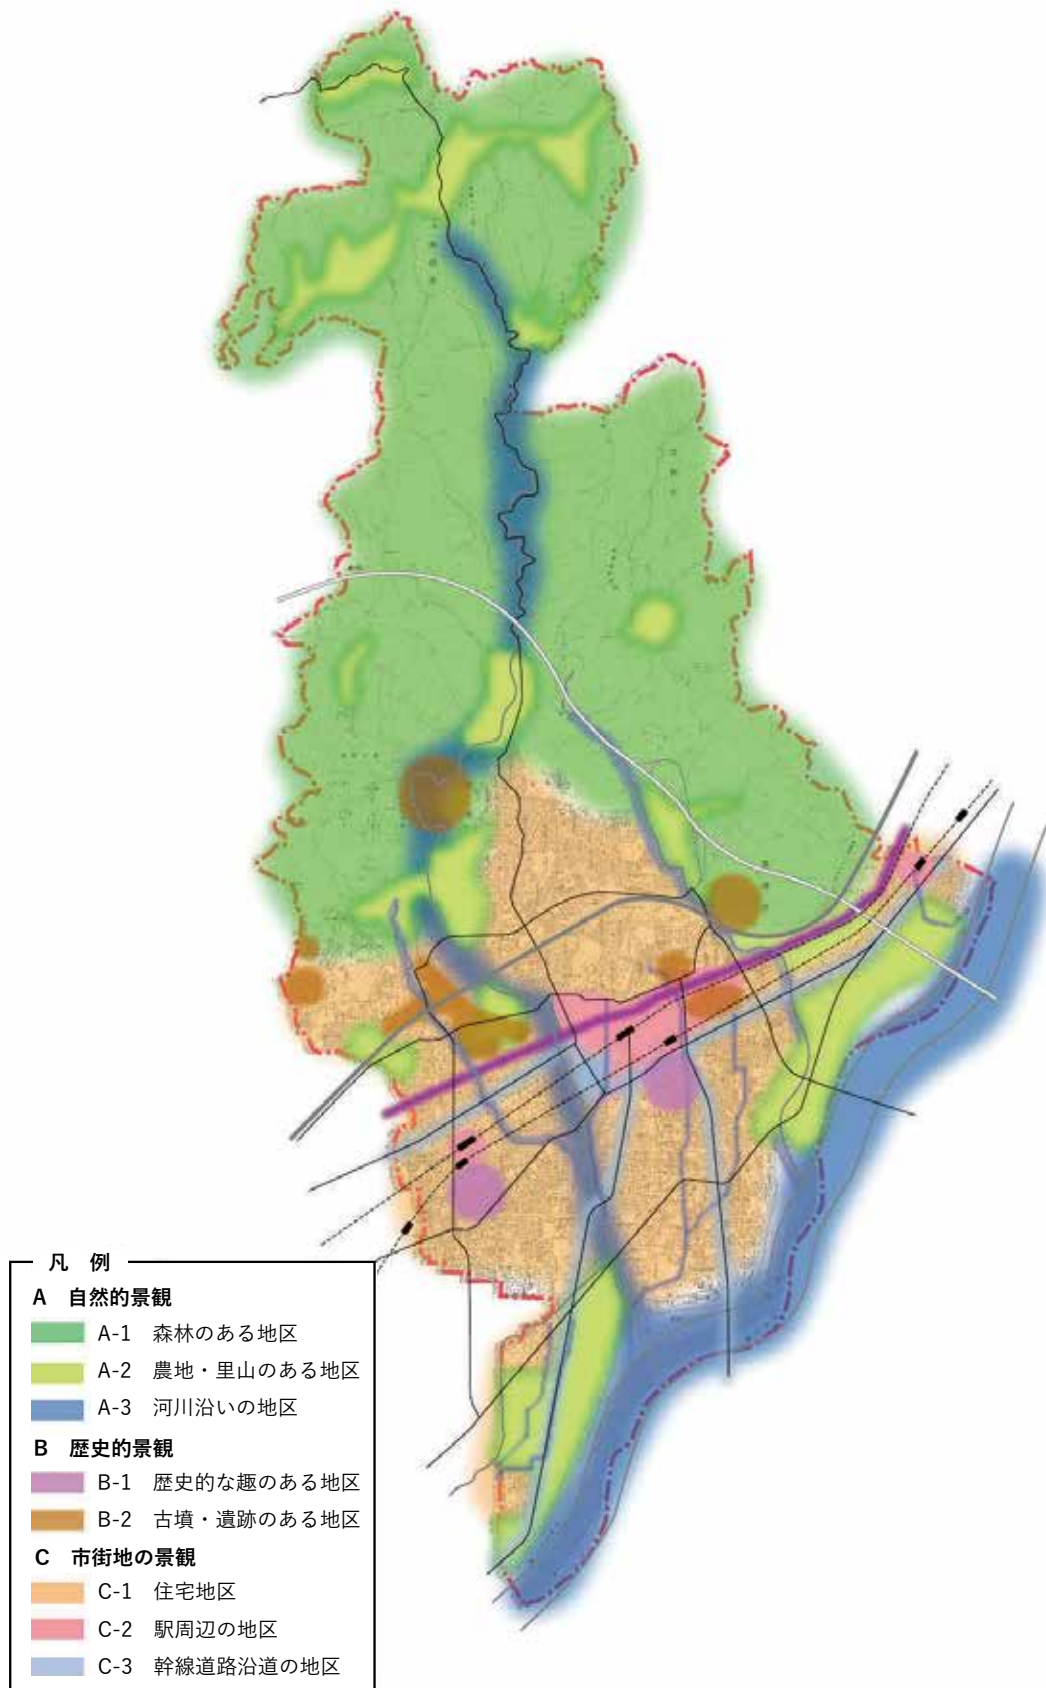 凡 例
A 自然的景観
A-1 森林のある地区
A-2 農地・里山のある地区
A-3 河川沿いの地区
B 歴史的景観
B-1 歴史的な趣のある地区
B-2 古墳・遺跡のある地区
C 市街地の景観
C-1 住宅地区
C-2 駅周辺の地区
C-3 幹線道路沿道の地区